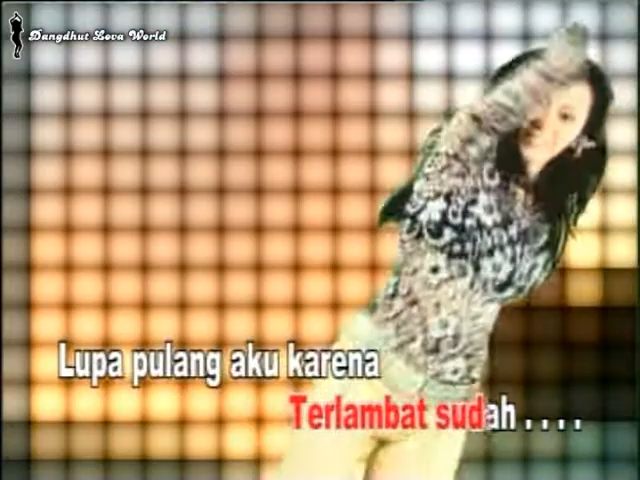 Dangdhut Lova World
Lupa pulang aku karena
Terlambat sudah . . . .